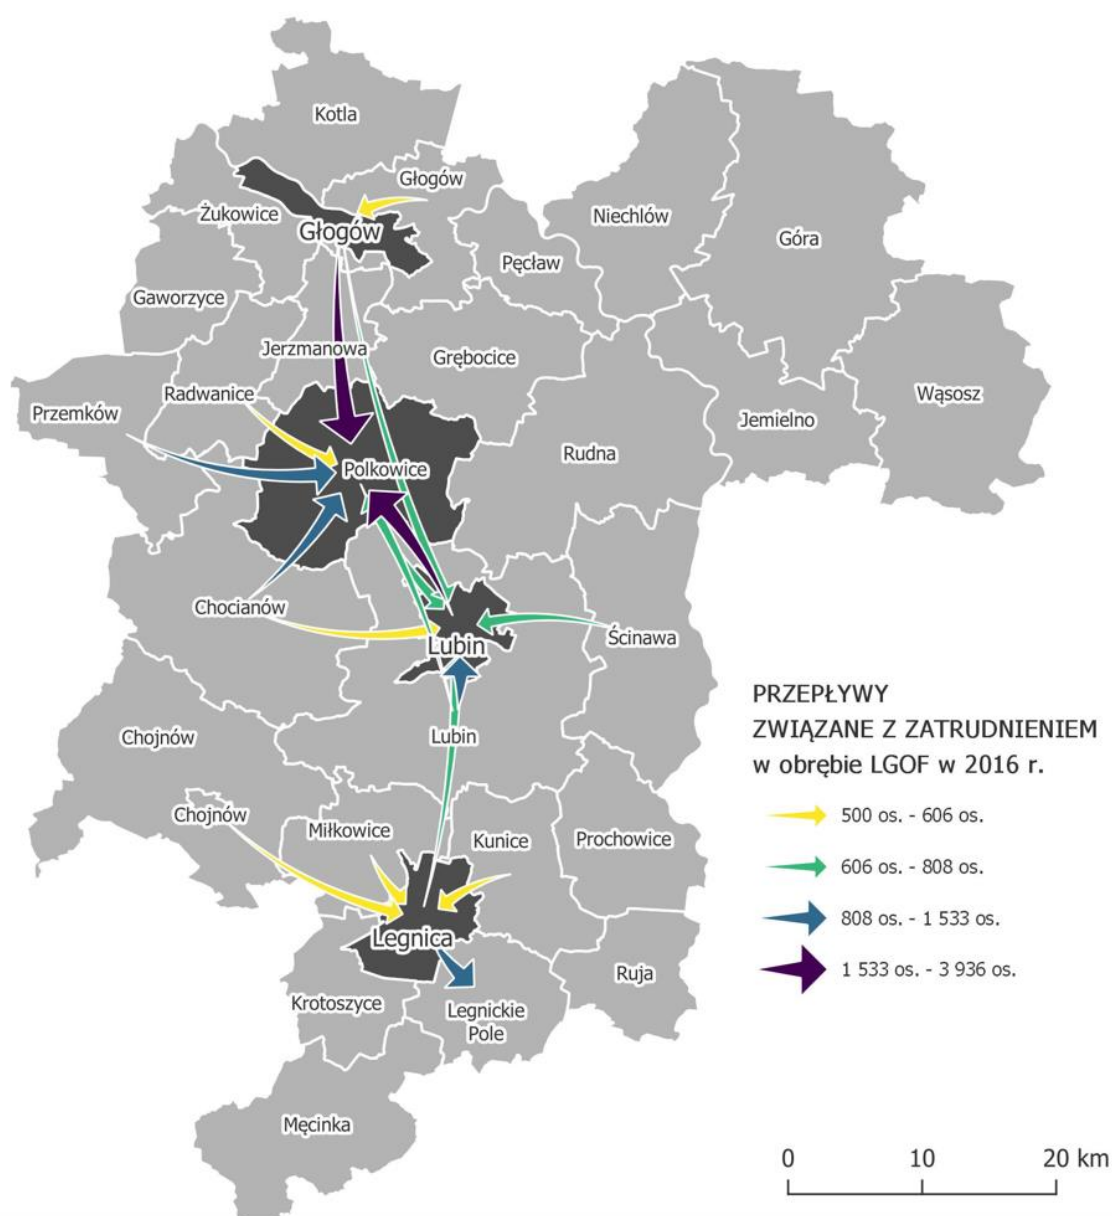 Kotla
Głogów
Żukowice
Głogów
Niechlów
Góra
Pęcław
Gaworzyce
Jerzmanowa
Grębocice
Radwanice
Przemków
Wąsosz
Jemielno
Rudna
Polkowice
Chocianów
Ścinawa
Lubin
Lubin
Chojnów
Chojnów
Miłkowice
Kunice
Prochowice
Legnica
Ruja
Krotoszyce
Legnickie
Pole
Męcinka
PRZEPŁYWY
ZWIĄZANE Z ZATRUDNIENIEM
w obrębie LGOF w 2016 r.
500 os. - 606 os.
606 os. - 808 os.
808 os. - 1 533 os.
1 533 os. - 3 936 os.
0 10 20 km